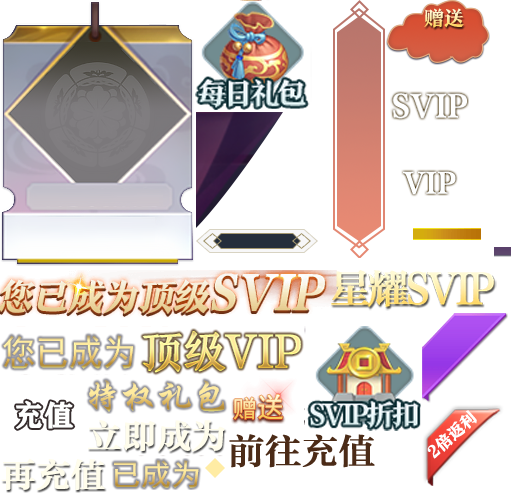 赠送
每日礼包
SVIP
VIP
您已成为顶级SVIP
星耀SVIP
您已成为
顶级VIP
特权礼包
赠送
SVIP折扣
充值
2倍返利
立即成为
前往充值
再充值
已成为